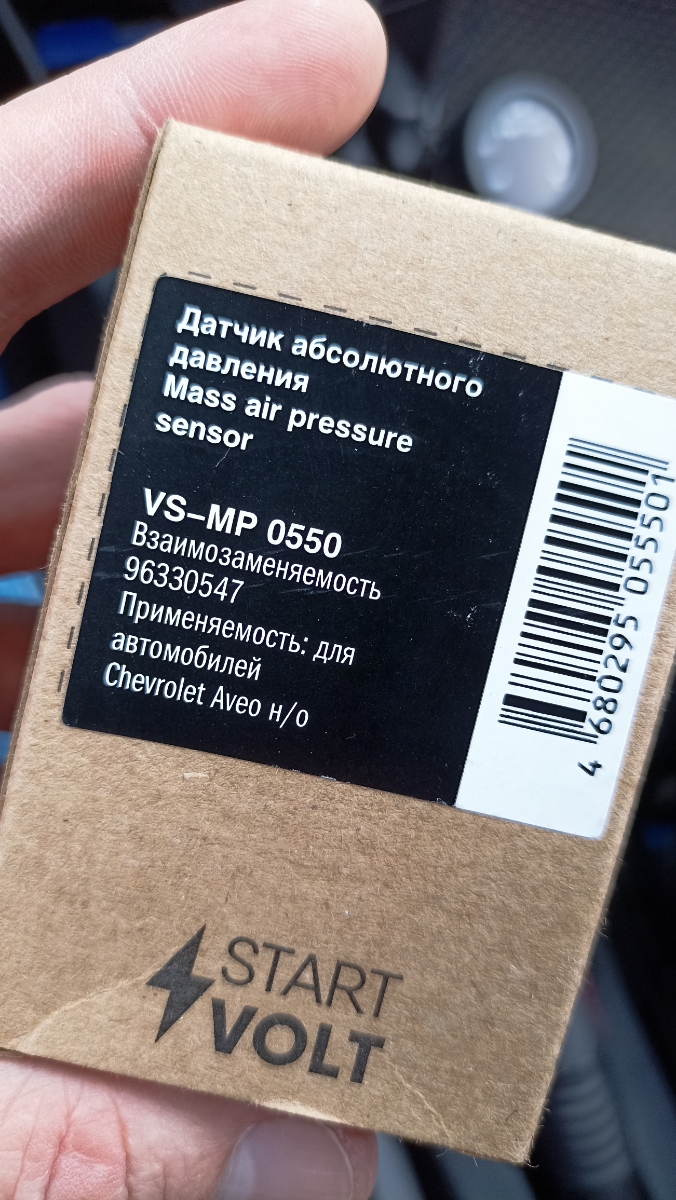 Датчик абсолютного
давления
Mass air pressure
sensor
VS–MP 0550
Взаимозаменяемость
96330547
Применяемость: для
автомобилей
Chevrolet Aveo н/о
4 680295 055501
START
VOLT